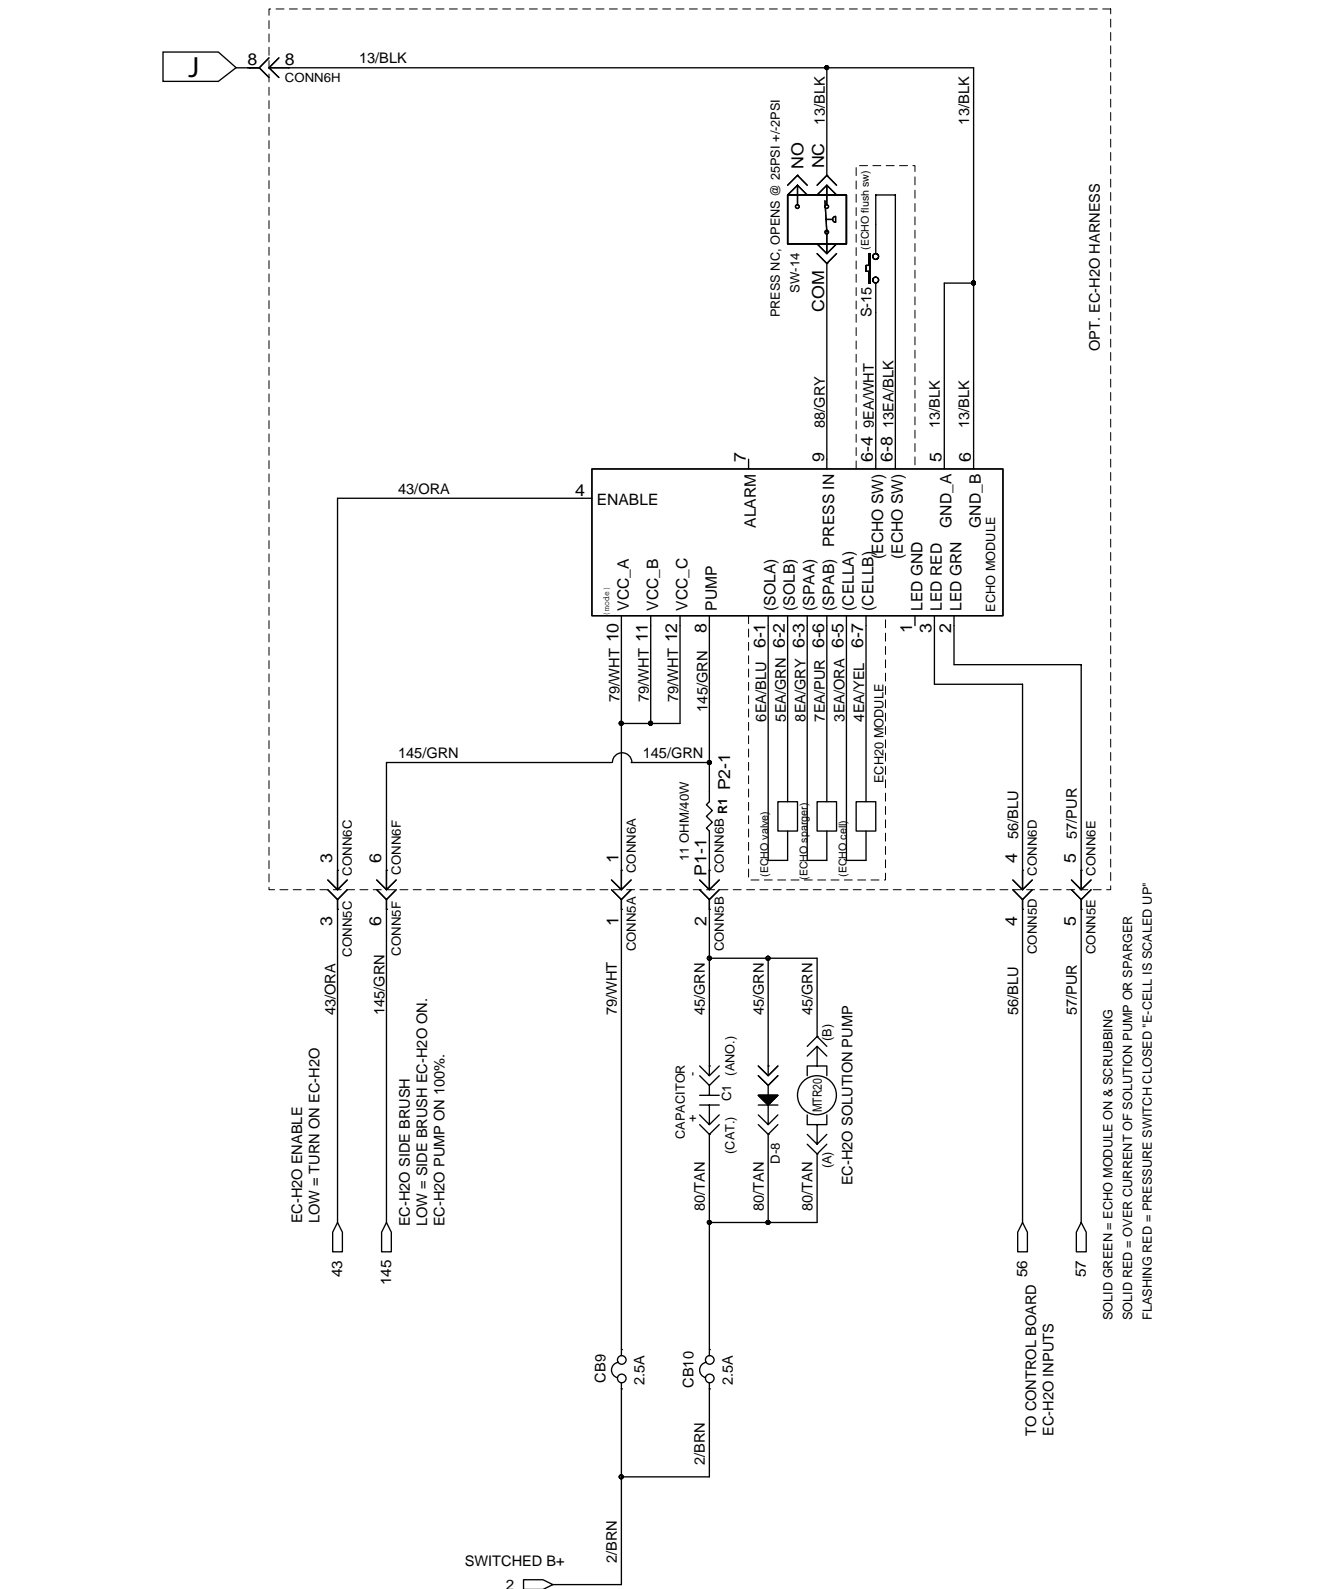 J
8
8
CONN6H
13/BLK
13/BLK
13/BLK
PRESS NC, OPENS @ 25PSI +/-2PSI
SW-14
NO
NC
COM
(ECHO flush sw)
S-15
OPT. EC-H2O HARNESS
88/GRY
9EA/WHT
13EA/BLK
13/BLK
13/BLK
43/ORA
4
7
9
6-4
6-8
5
6
ENABLE
ALARM
PRESS IN
(ECHO SW)
(ECHO SW)
GND_A
GND_B
(mode)
VCC_A
VCC_B
VCC_C
PUMP
(SOLA)
(SOLB)
(SPAA)
(SPAB)
(CELLA)
(CELLB)
LED GND
LED RED
LED GRN
ECHO MODULE
10
11
12
8
6-1
6-2
6-3
6-6
6-5
6-7
1
3
2
79/WHT
79/WHT
79/WHT
145/GRN
6EA/BLU
5EA/GRN
8EA/GRY
7EA/PUR
3EA/ORA
4EA/YEL
ECH20 MODULE
145/GRN
145/GRN
P2-1
R1
11 OHM/40W
P1-1
(ECHO valve)
(ECHO sparger)
(ECHO cell)
56/BLU
57/PUR
3
CONN6C
6
CONN6F
1
CONN6A
CONN6B
4
CONN6D
5
CONN6E
3
CONN5C
6
CONN5F
1
CONN5A
2
CONN5B
4
CONN5D
5
CONN5E
43/ORA
145/GRN
79/WHT
45/GRN
45/GRN
45/GRN
56/BLU
57/PUR
EC-H2O ENABLE
LOW = TURN ON EC-H2O
EC-H2O SIDE BRUSH
LOW = SIDE BRUSH EC-H2O ON.
EC-H2O PUMP ON 100%.
CAPACITOR
-
+
C1
(ANO.)
(CAT.)
D-8
MTR20
(B)
(A)
EC-H2O SOLUTION PUMP
80/TAN
80/TAN
80/TAN
43
145
56
57
TO CONTROL BOARD
EC-H2O INPUTS
SOLID GREEN = ECHO MODULE ON & SCRUBBING
SOLID RED = OVER CURRENT OF SOLUTION PUMP OR SPARGER
FLASHING RED = PRESSURE SWITCH CLOSED "E-CELL IS SCALED UP"
CB9
2.5A
CB10
2.5A
2/BRN
2/BRN
SWITCHED B+
2